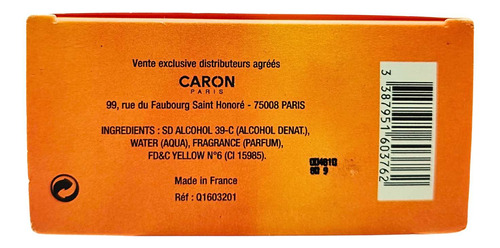 Vente exclusive distributeurs agréés
CARON
PARIS
99, rue du Faubourg Saint Honoré - 75008 PARIS
INGREDIENTS : SD ALCOHOL 39-C (ALCOHOL DENAT.),
WATER (AQUA), FRAGRANCE (PARFUM),
FD&C YELLOW N°6 (CI 15985).
Made in France
Réf : Q1603201
3 387951 603762